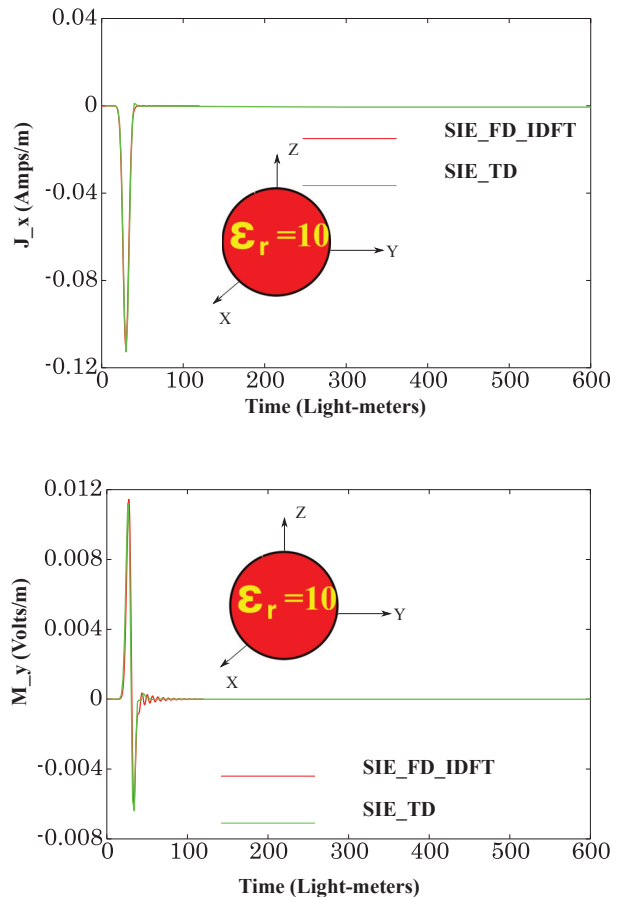 0.04
0
-0.04
-0.08
-0.12
J_x (Amps/m)
SIE_FD_IDFT
SIE_TD
Z
Y
X
εr =10
0 100 200 300 400 500 600
Time (Light-meters)
0.012
0.008
0.004
0
-0.004
-0.008
M_y (Volts/m)
Z
Y
X
εr =10
SIE_FD_IDFT
SIE_TD
0 100 200 300 400 500 600
Time (Light-meters)